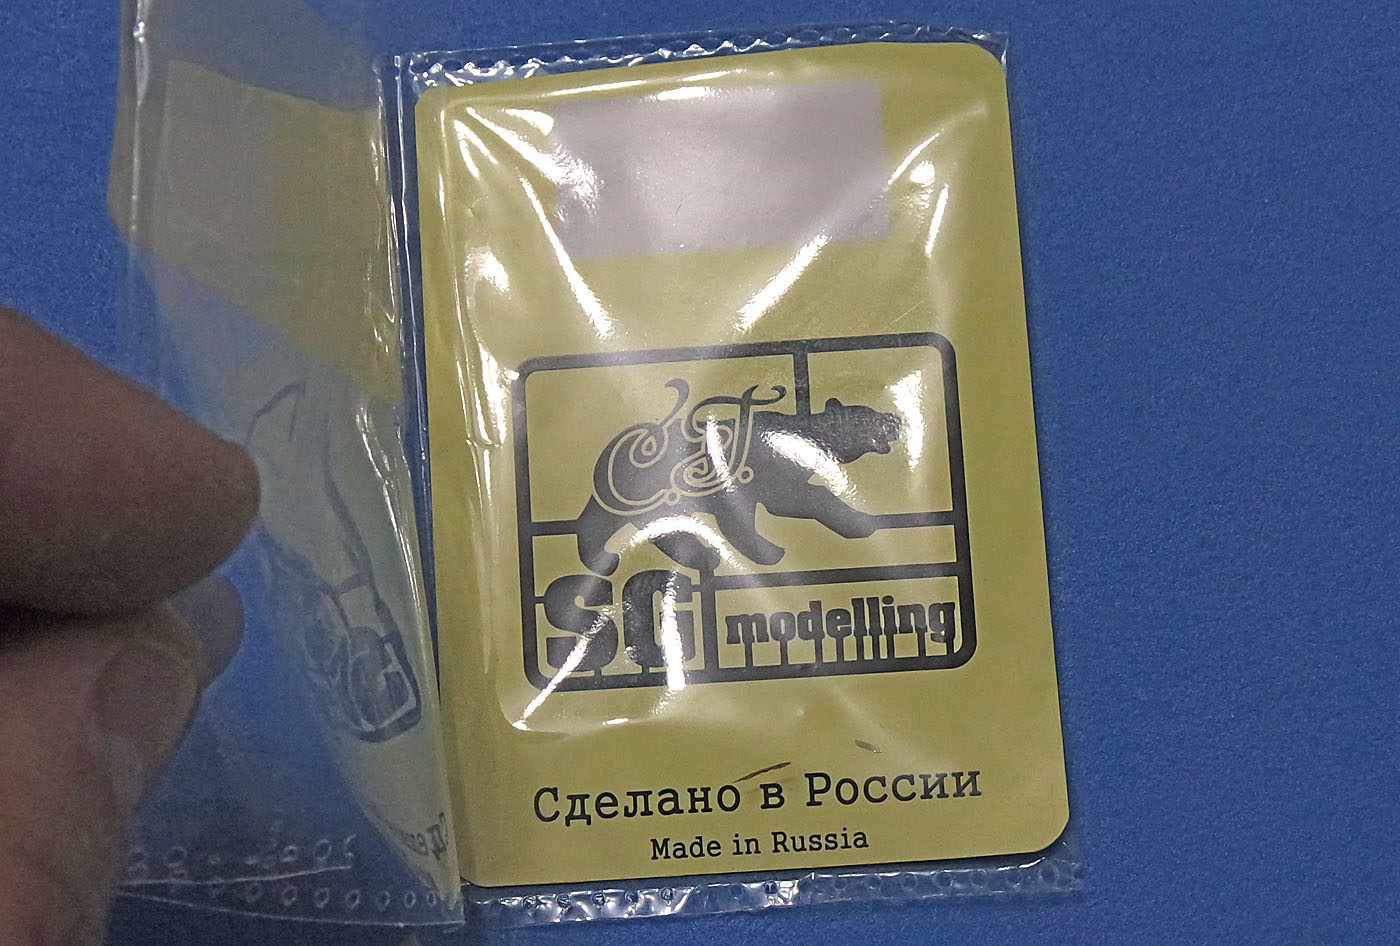 С.Г.
SG modelling
Сделано в России
Made in Russia